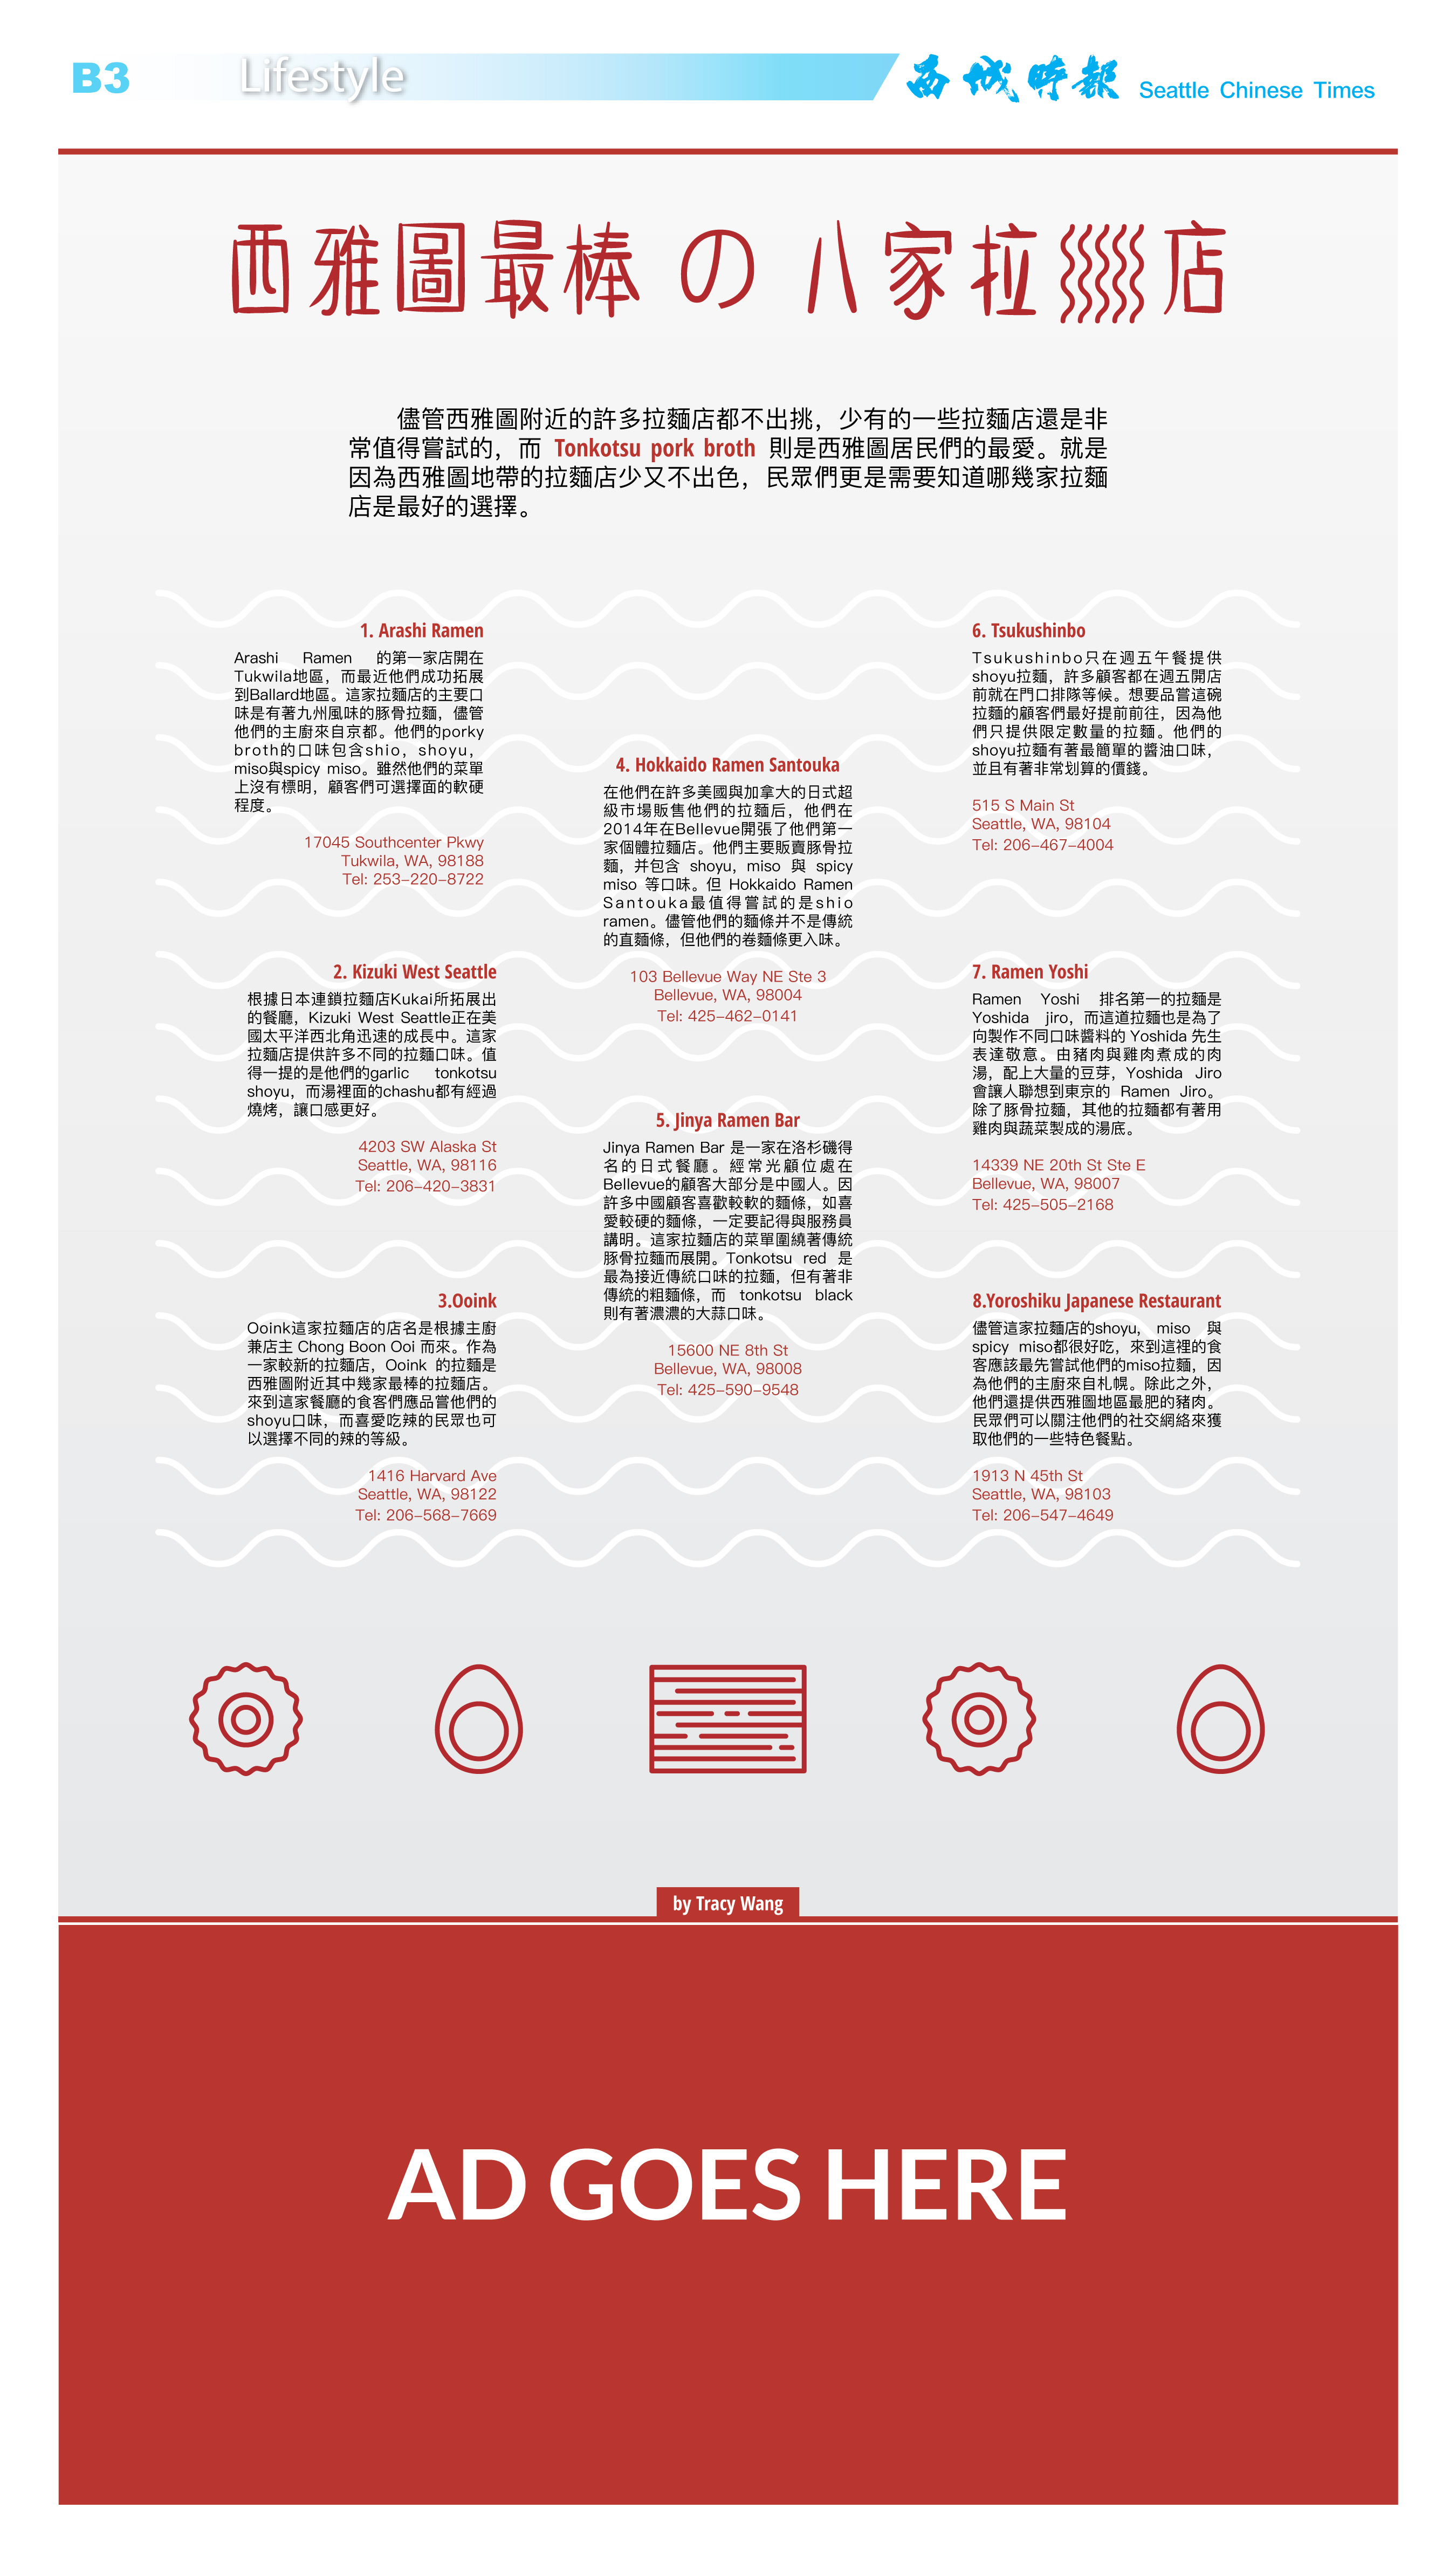 B3
Lifestyle
西城時報 Seattle Chinese Times
西雅圖最棒 の 八家拉 店
儘管西雅圖附近的許多拉麵店都不出挑，少有的一些拉麵店還是非
常值得嘗試的，而 Tonkotsu pork broth 則是西雅圖居民們的最愛。就是
因為西雅圖地帶的拉麵店少又不出色，民眾們更是需要知道哪幾家拉麵
店是最好的選擇。
1. Arashi Ramen
Arashi Ramen 的第一家店開在
Tukwila地區，而最近他們成功拓展
到Ballard地區。這家拉麵店的主要口
味是有著九州風味的豚骨拉麵，儘管
他們的主廚來自京都。他們的porky
broth的口味包含shio，shoyu，
miso與spicy miso。雖然他們的菜單
上沒有標明，顧客們可選擇面的軟硬
程度。
17045 Southcenter Pkwy
Tukwila, WA, 98188
Tel: 253-220-8722
2. Kizuki West Seattle
根據日本連鎖拉麵店Kukai所拓展出
的餐廳，Kizuki West Seattle正在美
國太平洋西北角迅速的成長中。這家
拉麵店提供許多不同的拉麵口味。值
得一提的是他們的garlic tonkotsu
shoyu，而湯裡面的chashu都有經過
燒烤，讓口感更好。
4203 SW Alaska St
Seattle, WA, 98116
Tel: 206-420-3831
3.Ooink
Ooink這家拉麵店的店名是根據主廚
兼店主 Chong Boon Ooi 而來。作為
一家較新的拉麵店，Ooink 的拉麵是
西雅圖附近其中幾家最棒的拉麵店。
來到這家餐廳的食客們應品嘗他們的
shoyu口味，而喜愛吃辣的民眾也可
以選擇不同的辣的等級。
1416 Harvard Ave
Seattle, WA, 98122
Tel: 206-568-7669
4. Hokkaido Ramen Santouka
在他們在許多美國與加拿大的日式超
級市場販售他們的拉麵后，他們在
2014年在Bellevue開張了他們第一
家個體拉麵店。他們主要販賣豚骨拉
麵，并包含 shoyu，miso 與 spicy
miso 等口味。但 Hokkaido Ramen
Santouka最值得嘗試的是shio
ramen。儘管他們的麵條并不是傳統
的直麵條，但他們的卷麵條更入味。
103 Bellevue Way NE Ste 3
Bellevue, WA, 98004
Tel: 425-462-0141
5. Jinya Ramen Bar
Jinya Ramen Bar 是一家在洛杉磯得
名的日式餐廳。經常光顧位處在
Bellevue的顧客大部分是中國人。因
許多中國顧客喜歡較軟的麵條，如喜
愛較硬的麵條，一定要記得與服務員
講明。這家拉麵店的菜單圍繞著傳統
豚骨拉麵而展開。Tonkotsu red 是
最為接近傳統口味的拉麵，但有著非
傳統的粗麵條，而 tonkotsu black
則有著濃濃的大蒜口味。
15600 NE 8th St
Bellevue, WA, 98008
Tel: 425-590-9548
6. Tsukushinbo
Tsukushinbo只在週五午餐提供
shoyu拉麵，許多顧客都在週五開店
前就在門口排隊等候。想要品嘗這碗
拉麵的顧客們最好提前前往，因為他
們只提供限定數量的拉麵。他們的
shoyu拉麵有著最簡單的醬油口味，
並且有著非常划算的價錢。
515 S Main St
Seattle, WA, 98104
Tel: 206-467-4004
7. Ramen Yoshi
Ramen Yoshi 排名第一的拉麵是
Yoshida jiro，而這道拉麵也是為了
向製作不同口味醬料的 Yoshida 先生
表達敬意。由豬肉與雞肉煮成的肉
湯，配上大量的豆芽，Yoshida Jiro
會讓人聯想到東京的 Ramen Jiro。
除了豚骨拉麵，其他的拉麵都有著用
雞肉與蔬菜製成的湯底。
14339 NE 20th St Ste E
Bellevue, WA, 98007
Tel: 425-505-2168
8.Yoroshiku Japanese Restaurant
儘管這家拉麵店的shoyu, miso 與
spicy miso都很好吃，來到這裡的食
客應該最先嘗試他們的miso拉麵，因
為他們的主廚來自札幌。除此之外，
他們還提供西雅圖地區最肥的豬肉。
民眾們可以關注他們的社交網絡來獲
取他們的一些特色餐點。
1913 N 45th St
Seattle, WA, 98103
Tel: 206-547-4649
by Tracy Wang
AD GOES HERE